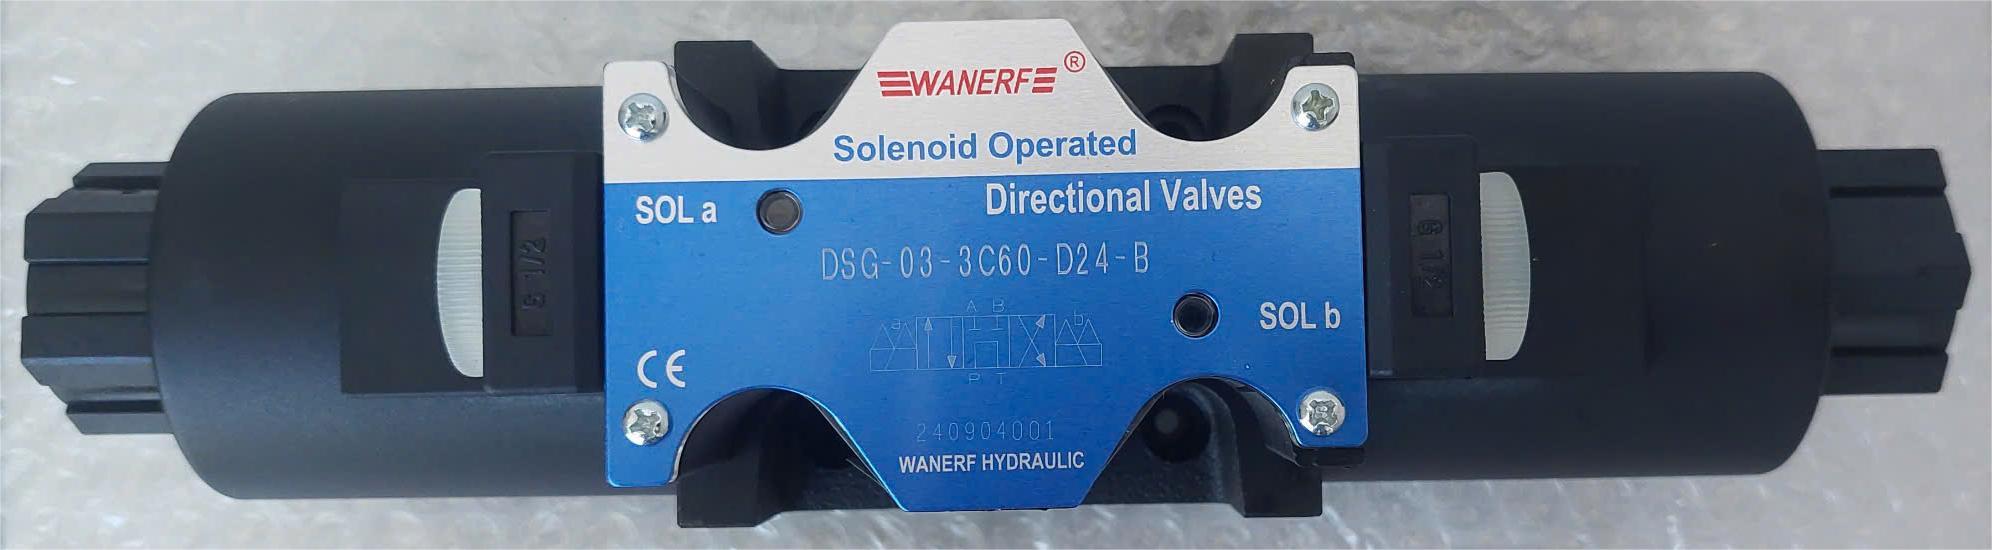 WANERF®
Solenoid Operated
Directional Valves
SOL a
DSG-03-3C60-D24-B
SOL b
A B
a b
P T
CE
240904001
WANERF HYDRAULIC
G 1/2
G 1/2